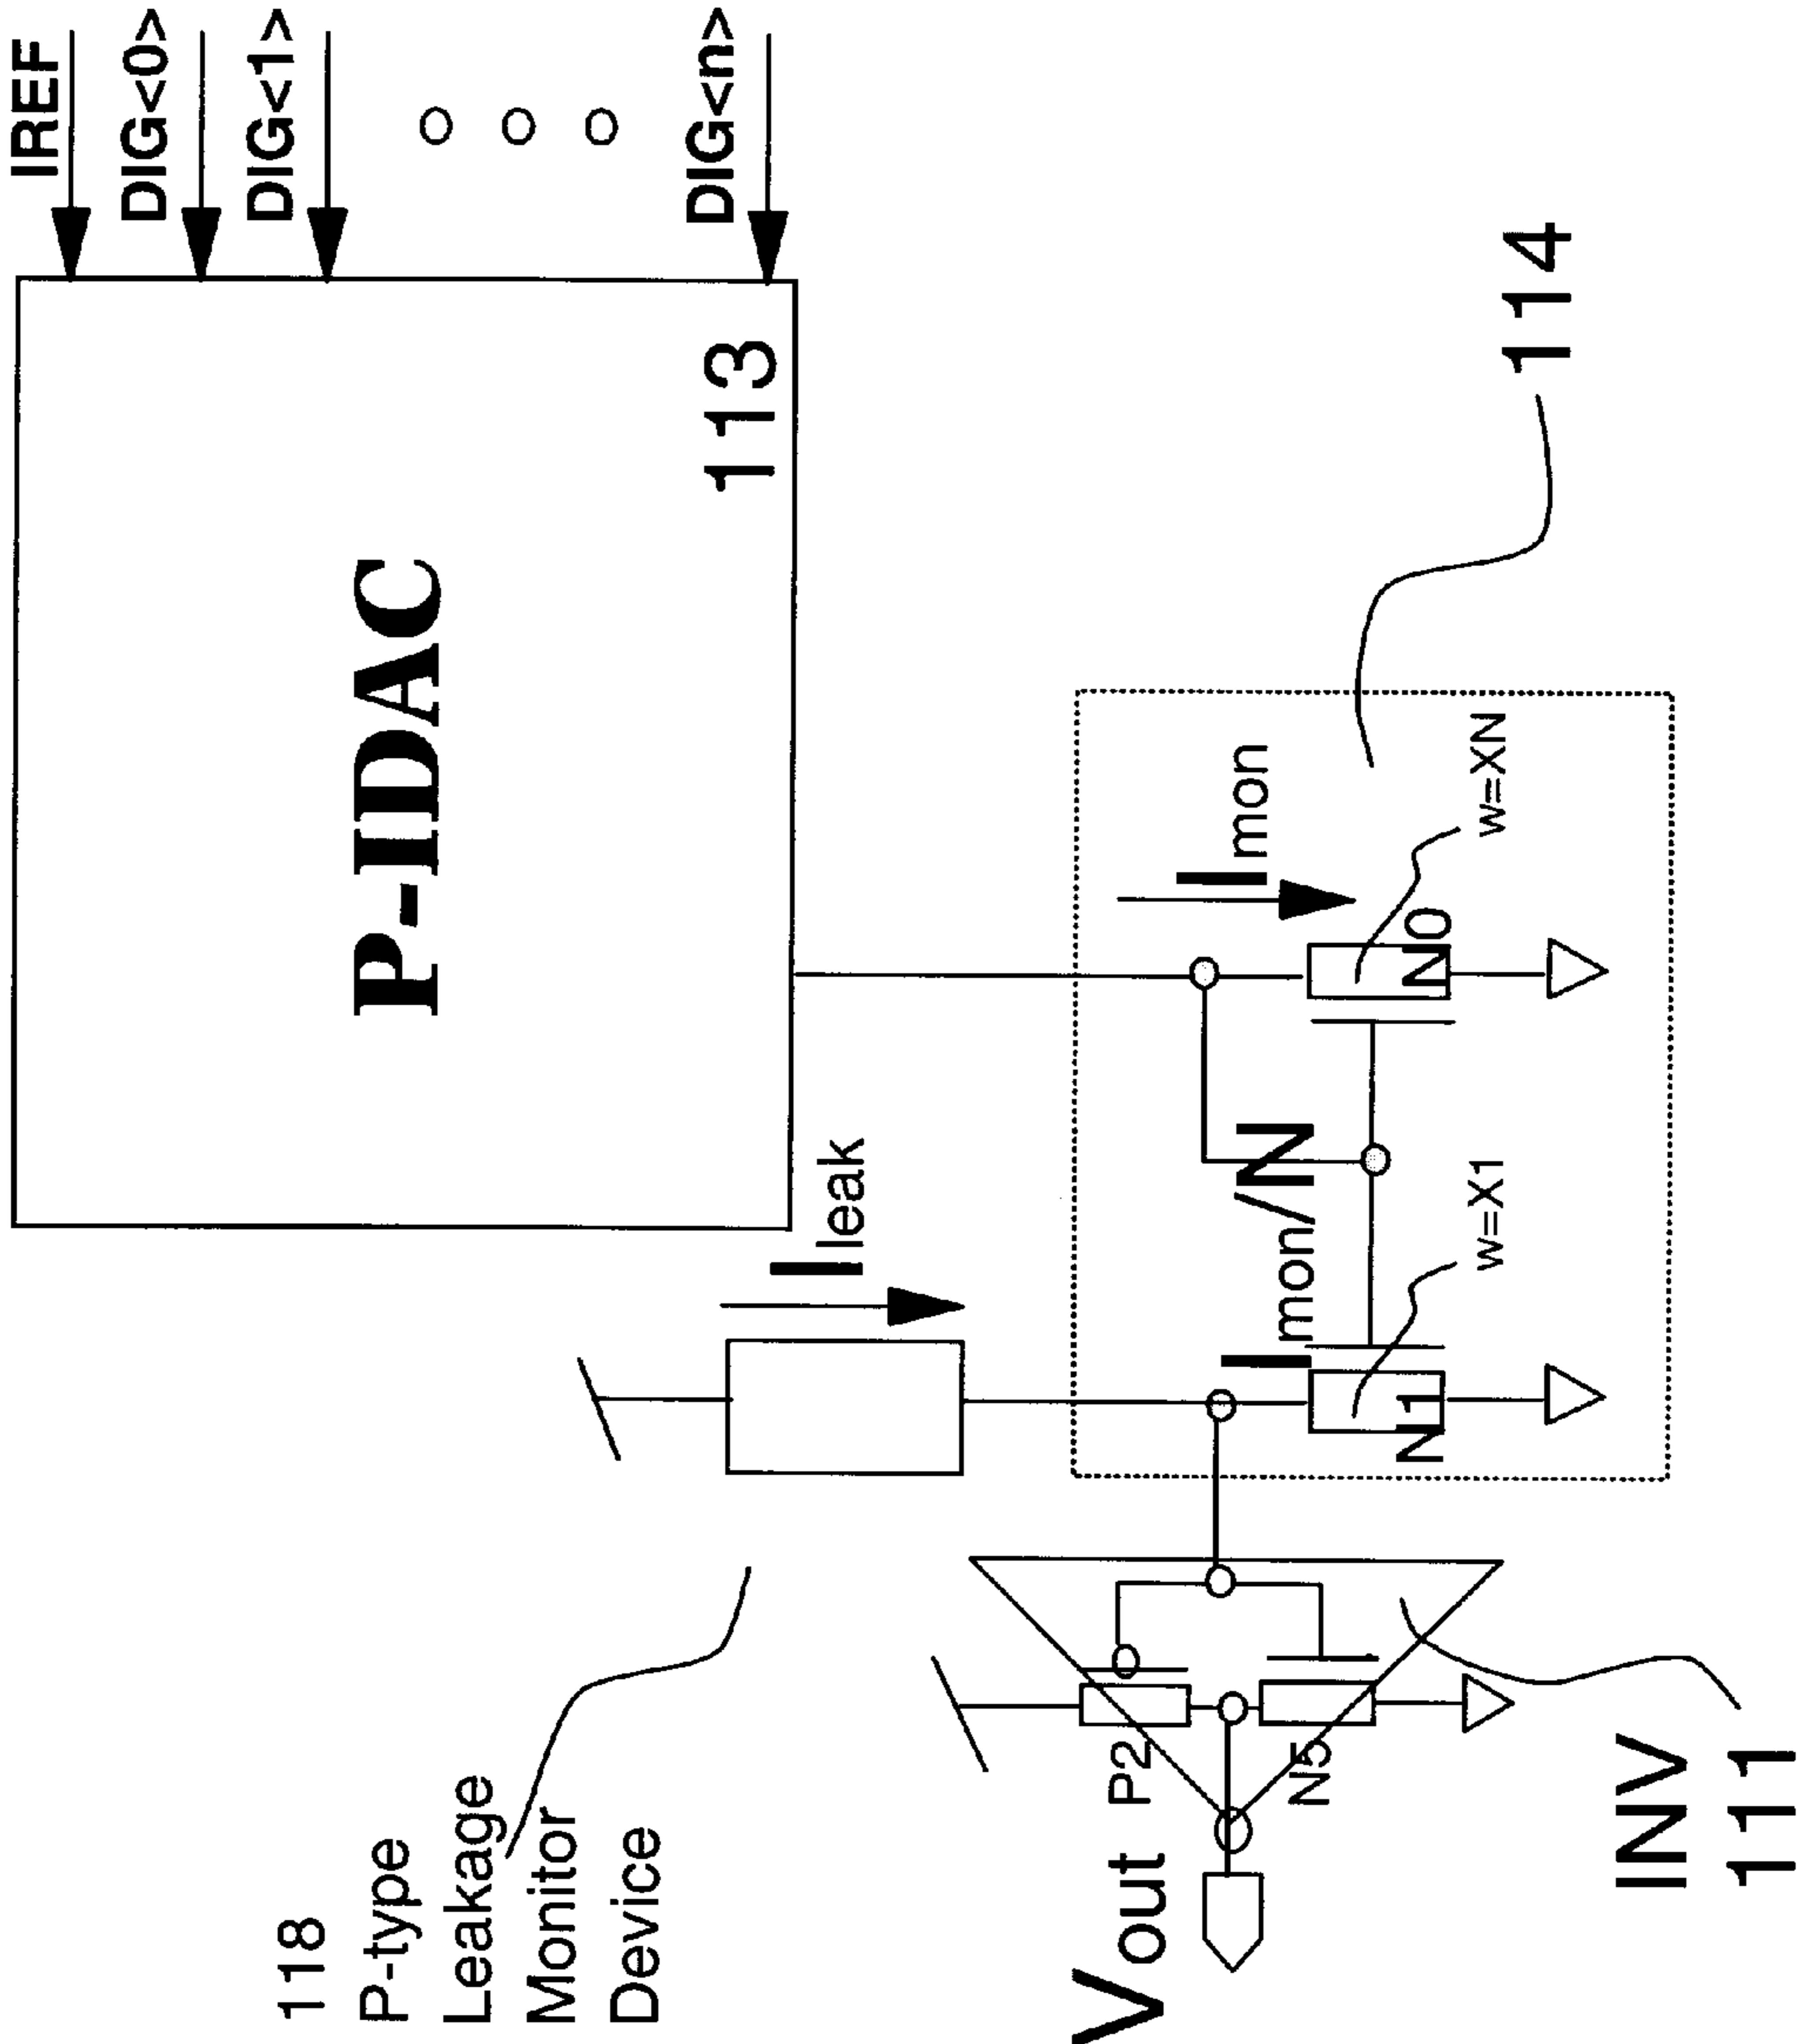 118
P-type
Leakage
Monitor
Device
P-IDAC
113
IREF
DIG<0>
DIG<1>
DIG<n>
Ileak
Imon
Imon/N
w=XN
w=X1
N0
N1
114
P2
N5
Vout
INV
111